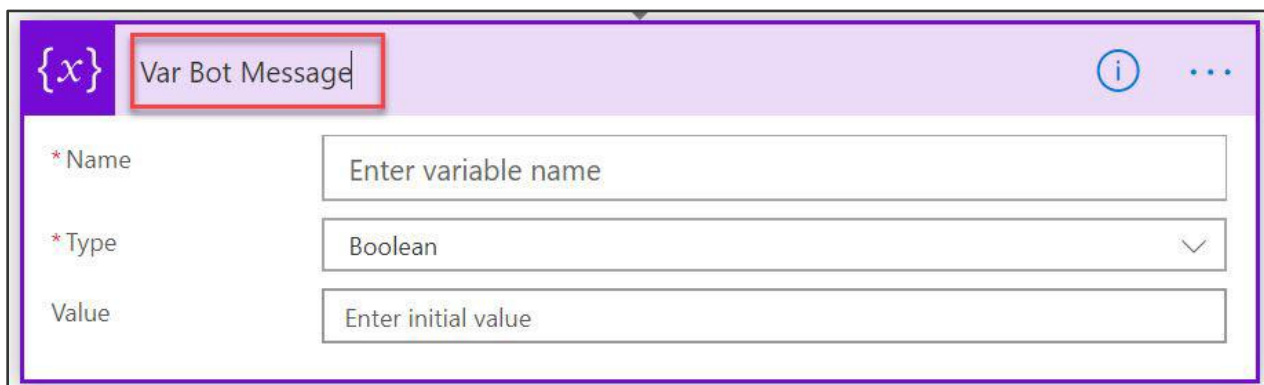 {x} Var Bot Message i ...
* Name Enter variable name
* Type Boolean
Value Enter initial value